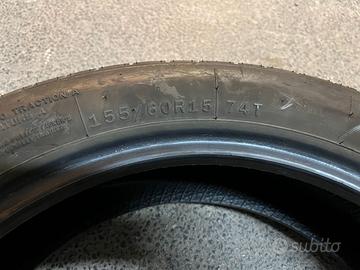 TRACTION A
155/60R15 74T
subito